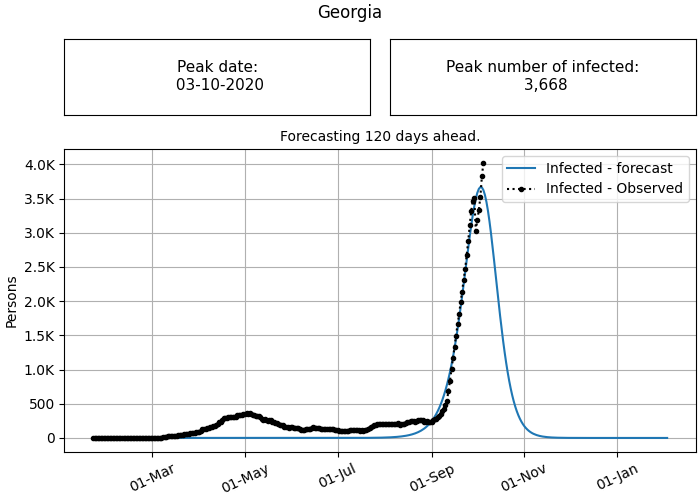 Georgia
Peak date:
03-10-2020
Peak number of infected:
3,668
Forecasting 120 days ahead.
Infected - forecast
Infected - Observed
Persons
4.0K
3.5K
3.0K
2.5K
2.0K
1.5K
1.0K
500
0
01-Mar
01-May
01-Jul
01-Sep
01-Nov
01-Jan